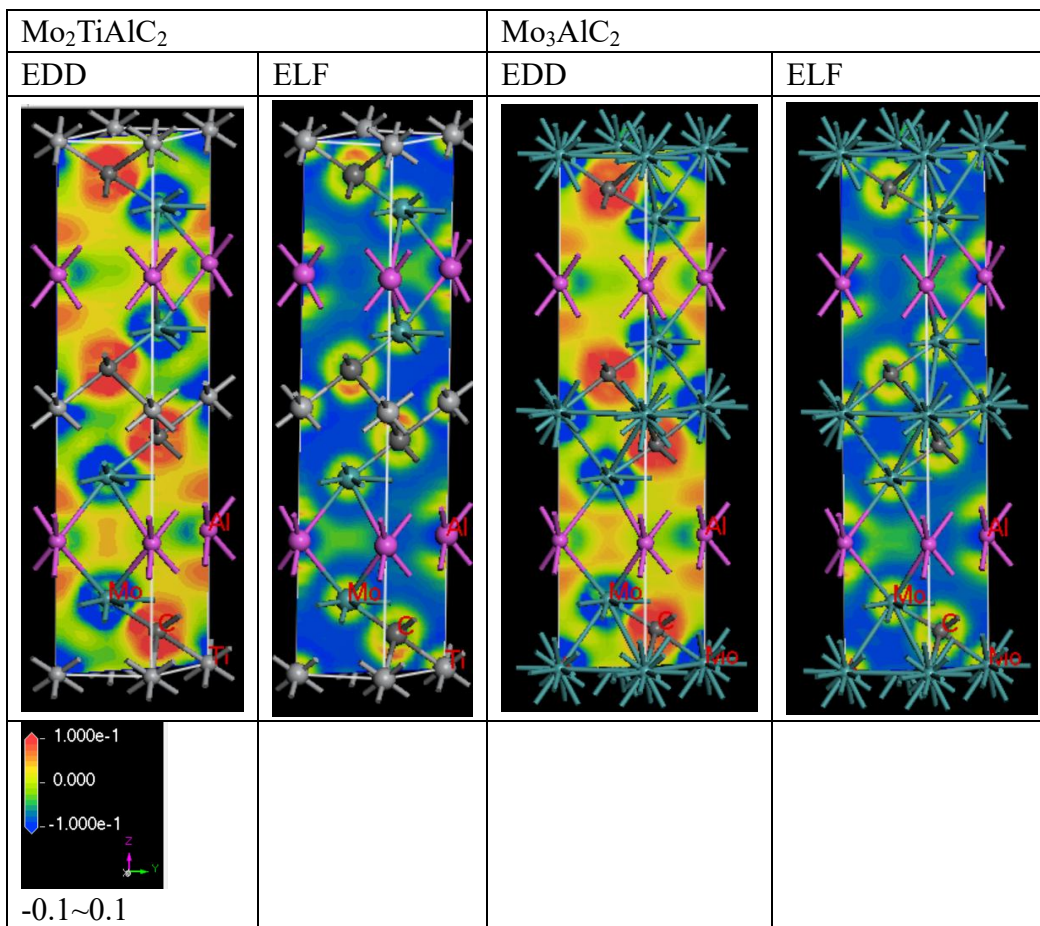 Mo₂TiAlC₂ Mo₃AlC₂
EDD ELF EDD ELF
Al Al Al Al
Mo Mo Mo Mo
C C C C
Ti Ti Mo Mo
1.000e-1
0.000
-1.000e-1
Z
Y
-0.1~0.1